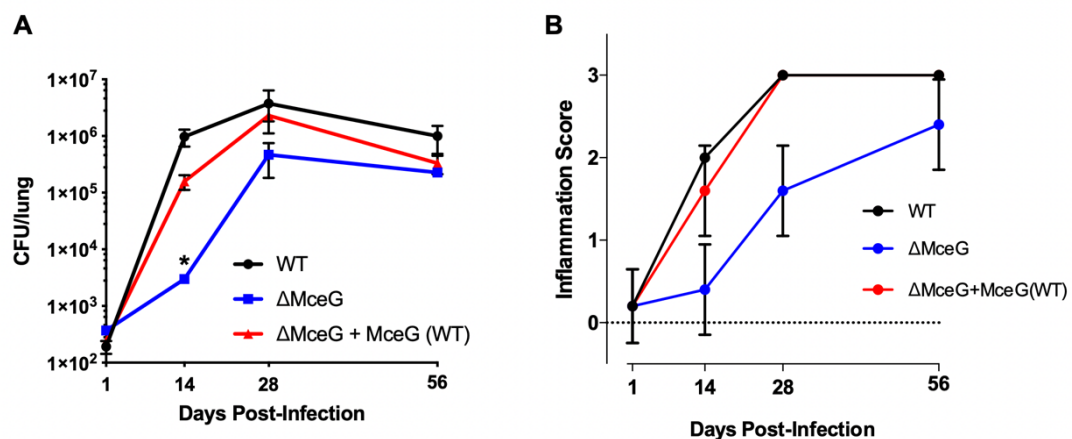 A
CFU/lung
1×10⁷
1×10⁶
1×10⁵
1×10⁴
1×10³
1×10²
*
WT
ΔMceG
ΔMceG + MceG (WT)
1 14 28 56
Days Post-Infection
B
Inflammation Score
3
2
1
0
WT
ΔMceG
ΔMceG+MceG(WT)
1 14 28 56
Days Post-Infection